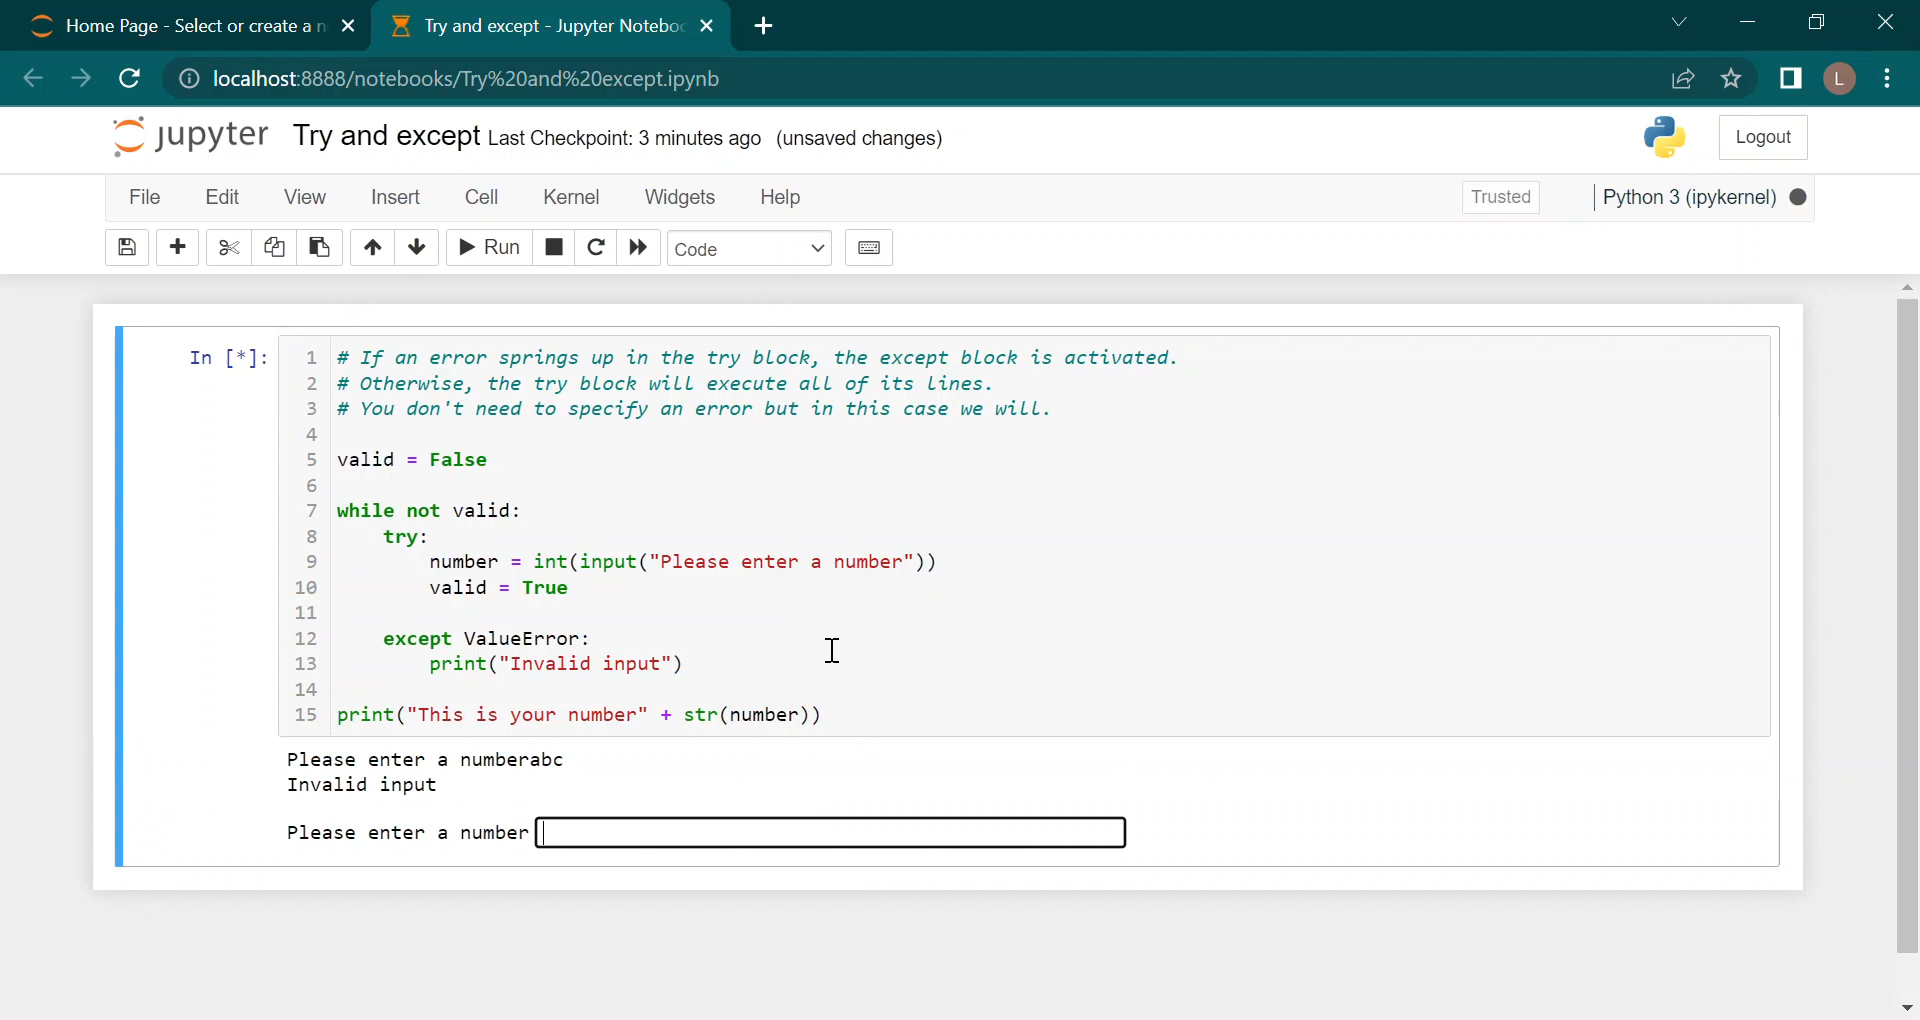 Home Page - Select or create a n
Try and except - Jupyter Noteboo
localhost:8888/notebooks/Try%20and%20except.ipynb
L
jupyter Try and except Last Checkpoint: 3 minutes ago (unsaved changes)
Logout
File Edit View Insert Cell Kernel Widgets Help
Trusted
Python 3 (ipykernel)
Run
Code
In [*]:
1 # If an error springs up in the try block, the except block is activated.
2 # Otherwise, the try block will execute all of its lines.
3 # You don't need to specify an error but in this case we will.
4
5 valid = False
6
7 while not valid:
8     try:
9         number = int(input("Please enter a number"))
10         valid = True
11
12     except ValueError:
13         print("Invalid input")
14
15 print("This is your number" + str(number))
Please enter a numberabc
Invalid input
Please enter a number